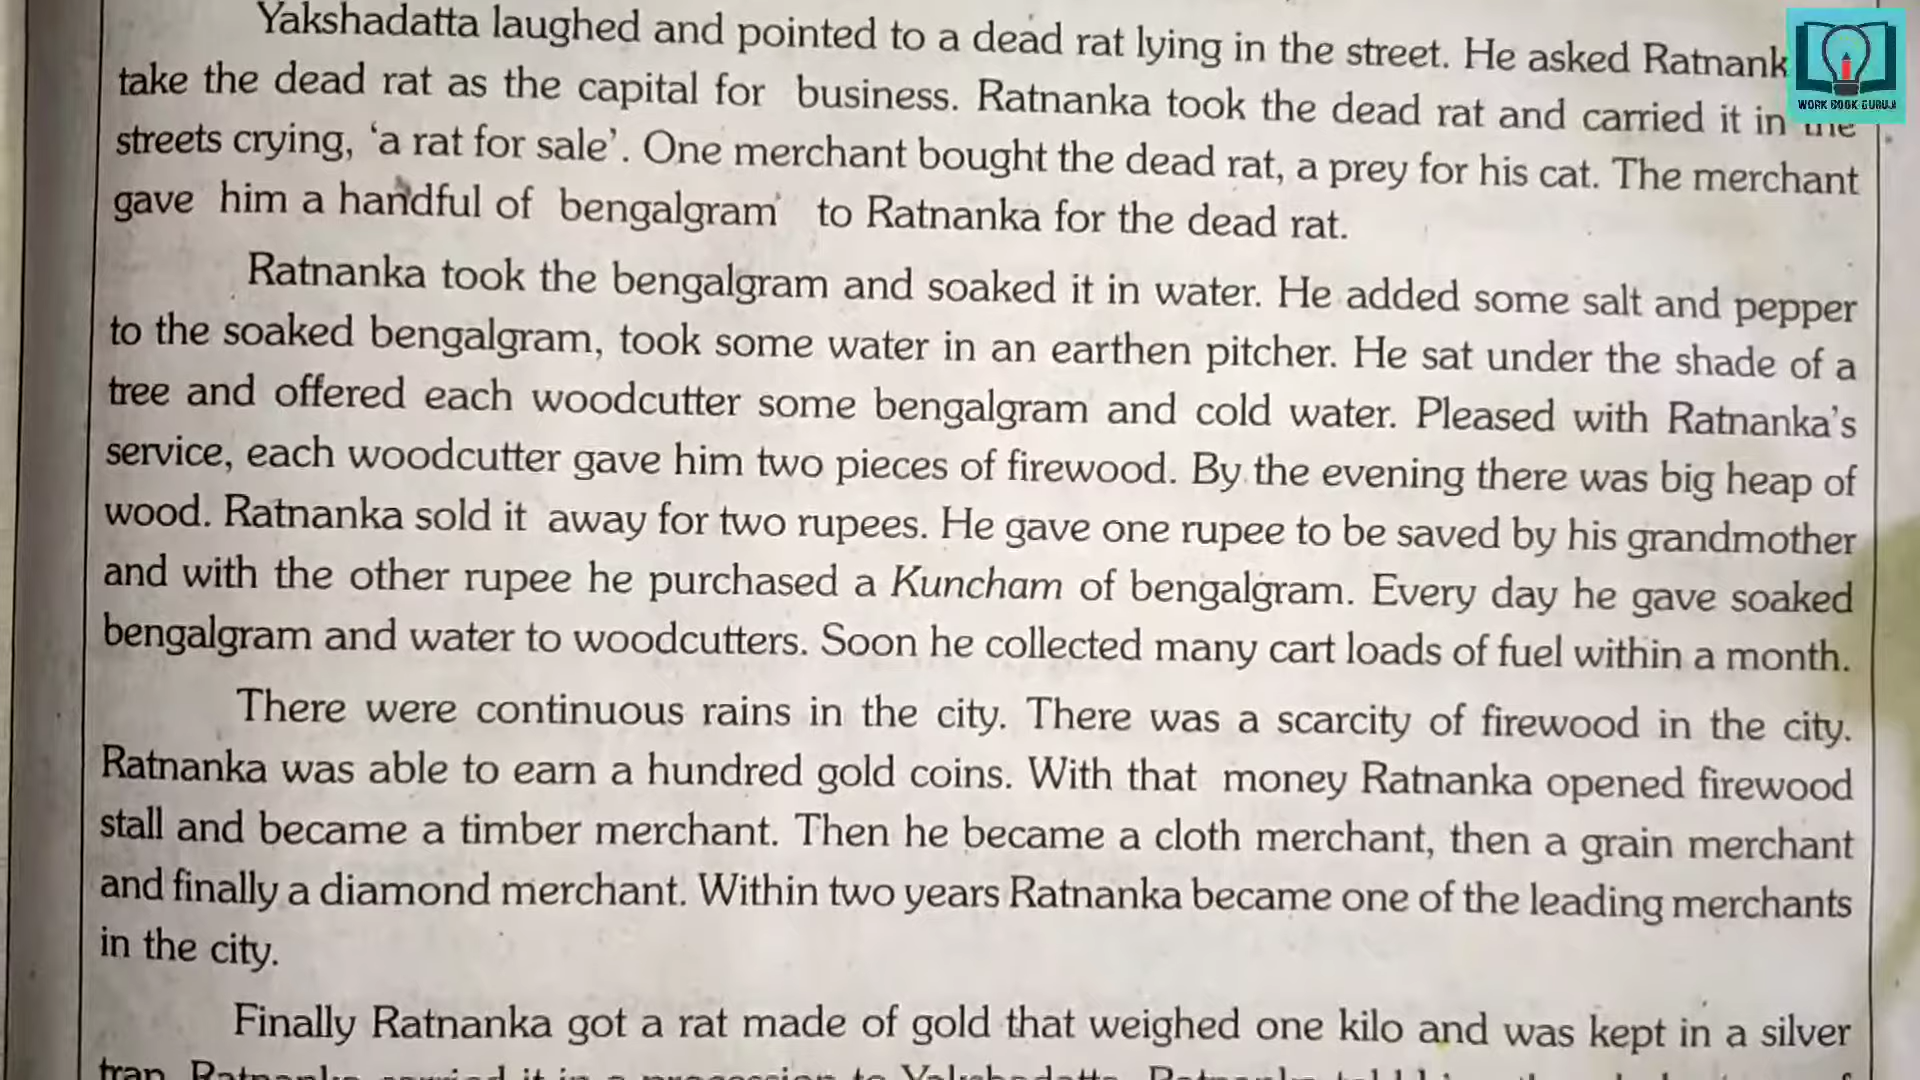 Yakshadatta laughed and pointed to a dead rat lying in the street. He asked Ratnank
take the dead rat as the capital for business. Ratnanka took the dead rat and carried it in the
streets crying, ‘a rat for sale’. One merchant bought the dead rat, a prey for his cat. The merchant
gave him a handful of bengalgram to Ratnanka for the dead rat.
Ratnanka took the bengalgram and soaked it in water. He added some salt and pepper
to the soaked bengalgram, took some water in an earthen pitcher. He sat under the shade of a
tree and offered each woodcutter some bengalgram and cold water. Pleased with Ratnanka’s
service, each woodcutter gave him two pieces of firewood. By the evening there was big heap of
wood. Ratnanka sold it away for two rupees. He gave one rupee to be saved by his grandmother
and with the other rupee he purchased a Kuncham of bengalgram. Every day he gave soaked
bengalgram and water to woodcutters. Soon he collected many cart loads of fuel within a month.
There were continuous rains in the city. There was a scarcity of firewood in the city.
Ratnanka was able to earn a hundred gold coins. With that money Ratnanka opened firewood
stall and became a timber merchant. Then he became a cloth merchant, then a grain merchant
and finally a diamond merchant. Within two years Ratnanka became one of the leading merchants
in the city.
Finally Ratnanka got a rat made of gold that weighed one kilo and was kept in a silver
Ratnanka carried it in a procession to Yakshadatta. Ratnanka told
WORK BOOK GURUJI